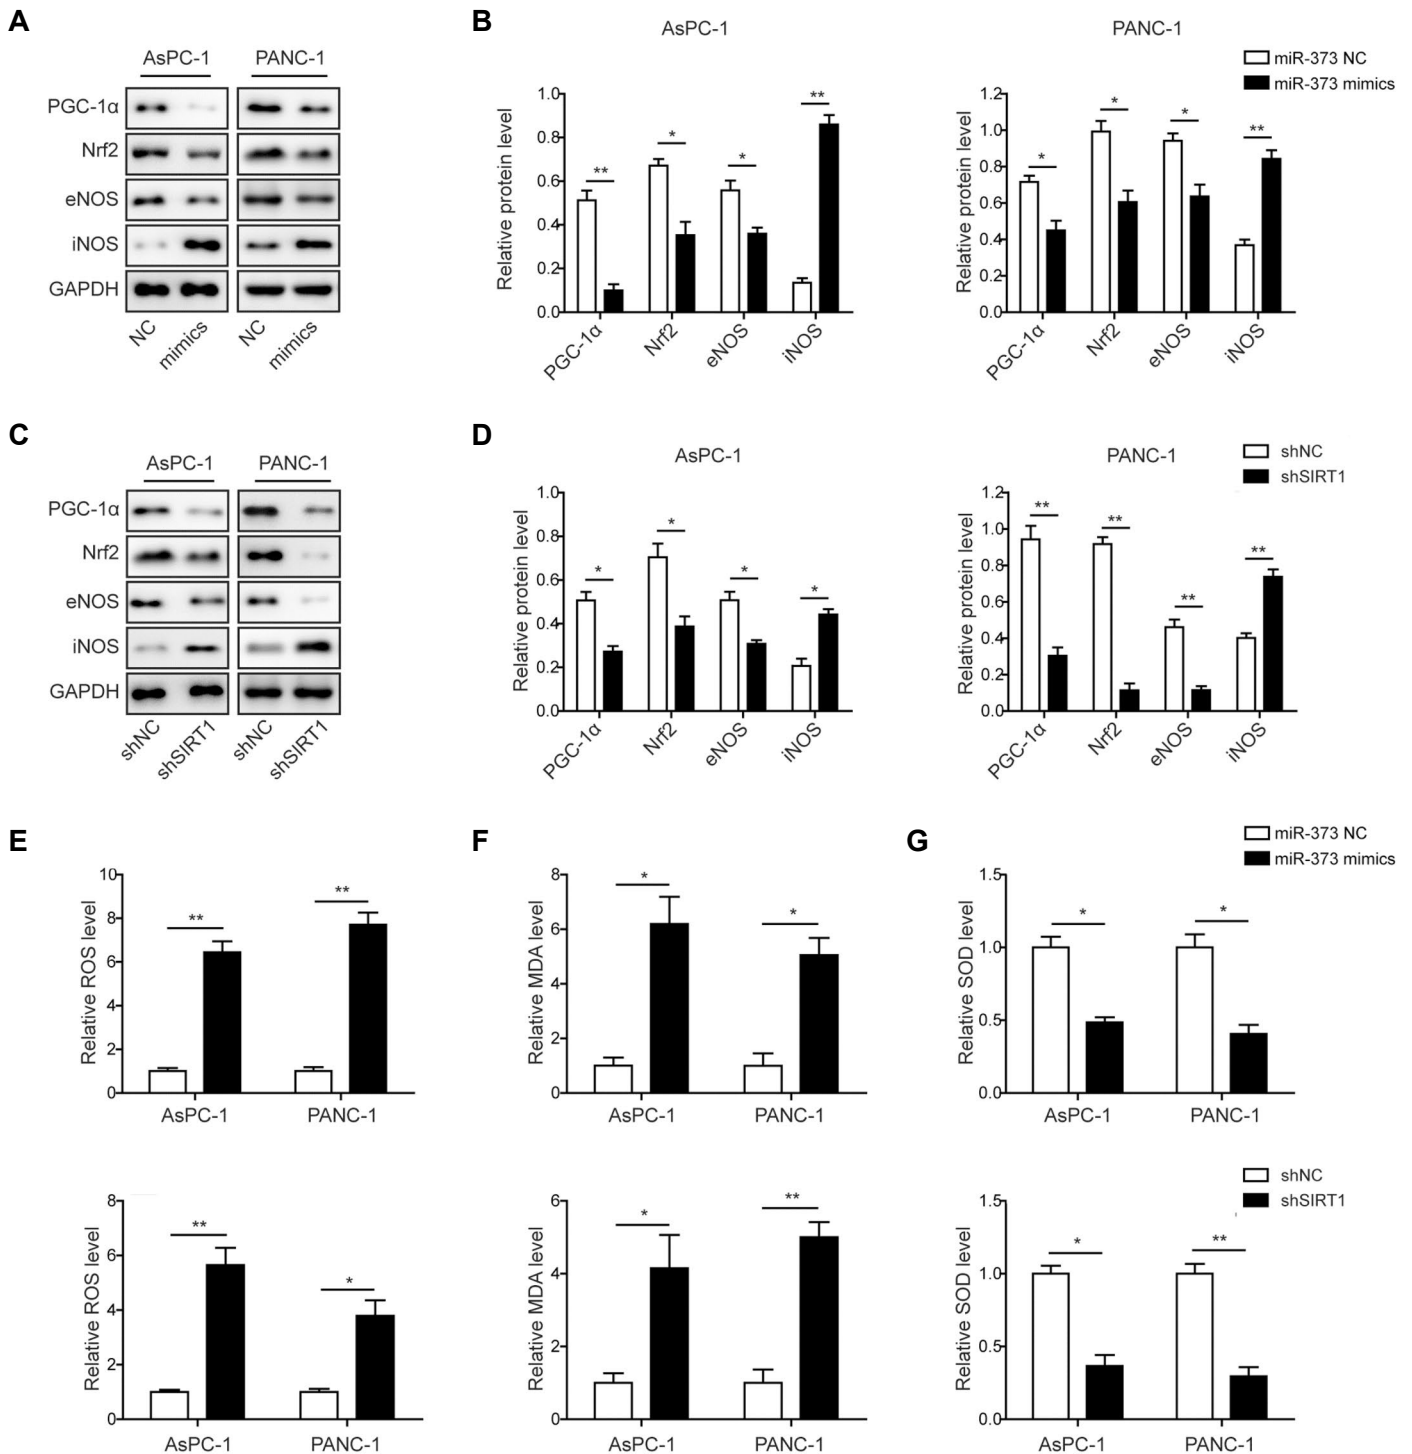 A
AsPC-1 PANC-1
PGC-1α
Nrf2
eNOS
iNOS
GAPDH
NC mimics NC mimics
B
AsPC-1
Relative protein level
1.0
0.8
0.6
0.4
0.2
0.0
** * * **
PGC-1α Nrf2 eNOS iNOS
PANC-1
miR-373 NC
miR-373 mimics
Relative protein level
1.2
1.0
0.8
0.6
0.4
0.2
0.0
* * * **
PGC-1α Nrf2 eNOS iNOS
C
AsPC-1 PANC-1
PGC-1α
Nrf2
eNOS
iNOS
GAPDH
shNC shSIRT1 shNC shSIRT1
D
AsPC-1
Relative protein level
1.0
0.8
0.6
0.4
0.2
0.0
* * * *
PGC-1α Nrf2 eNOS iNOS
PANC-1
shNC
shSIRT1
Relative protein level
1.2
1.0
0.8
0.6
0.4
0.2
0.0
** ** ** **
PGC-1α Nrf2 eNOS iNOS
E
Relative ROS level
10
8
6
4
2
0
** **
AsPC-1 PANC-1
F
Relative MDA level
8
6
4
2
0
* *
AsPC-1 PANC-1
G
miR-373 NC
miR-373 mimics
Relative SOD level
1.5
1.0
0.5
0.0
* *
AsPC-1 PANC-1
Relative ROS level
8
6
4
2
0
** *
AsPC-1 PANC-1
Relative MDA level
6
4
2
0
* **
AsPC-1 PANC-1
shNC
shSIRT1
Relative SOD level
1.5
1.0
0.5
0.0
* **
AsPC-1 PANC-1